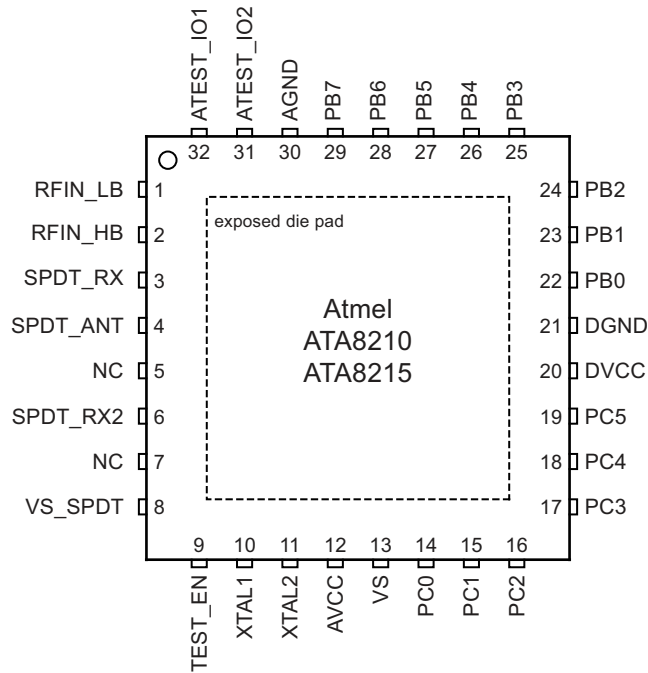 ATEST_IO1
ATEST_IO2
AGND
PB7
PB6
PB5
PB4
PB3
32 31 30 29 28 27 26 25
RFIN_LB 1
RFIN_HB 2
SPDT_RX 3
SPDT_ANT 4
NC 5
SPDT_RX2 6
NC 7
VS_SPDT 8
exposed die pad
Atmel
ATA8210
ATA8215
24 PB2
23 PB1
22 PB0
21 DGND
20 DVCC
19 PC5
18 PC4
17 PC3
9 10 11 12 13 14 15 16
TEST_EN
XTAL1
XTAL2
AVCC
VS
PC0
PC1
PC2